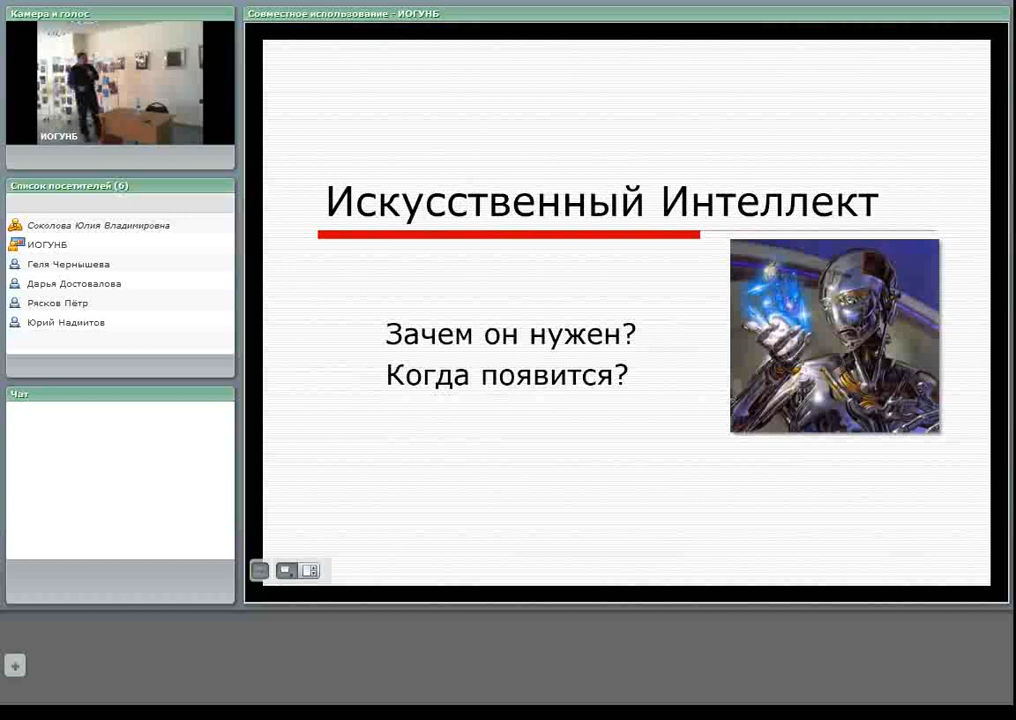 Камера и голос
ИОГУНБ
Список посетителей (6)
Соколова Юлия Владимировна
ИОГУНБ
Геля Чернышева
Дарья Достовалова
Рясков Пётр
Юрий Надмитов
Чат
Совместное использование - ИОГУНБ
Искусственный Интеллект
Зачем он нужен?
Когда появится?